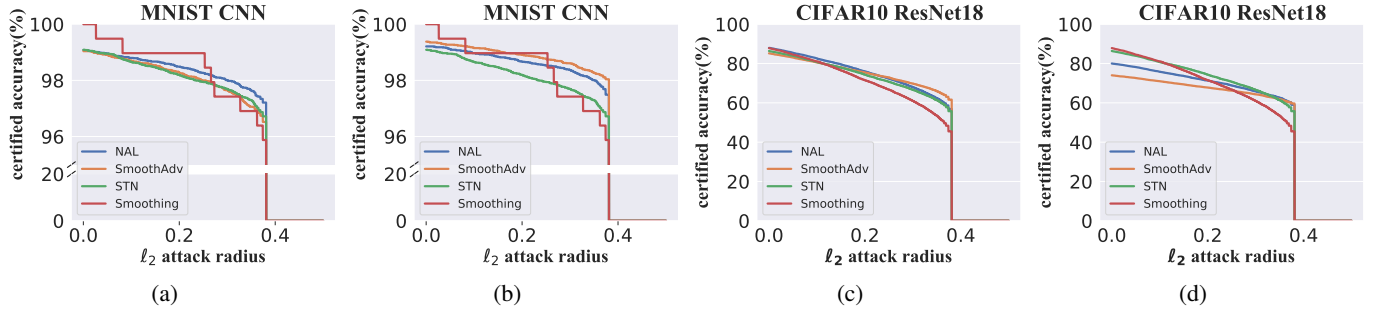 MNIST CNN
certified accuracy(%)
100
98
96
20
0
NAL
SmoothAdv
STN
Smoothing
0.0 0.2 0.4
ℓ2 attack radius
(a)
MNIST CNN
certified accuracy(%)
100
98
96
20
0
NAL
SmoothAdv
STN
Smoothing
0.0 0.2 0.4
ℓ2 attack radius
(b)
CIFAR10 ResNet18
certified accuracy(%)
100
80
60
40
20
0
NAL
SmoothAdv
STN
Smoothing
0.0 0.2 0.4
ℓ2 attack radius
(c)
CIFAR10 ResNet18
certified accuracy(%)
100
80
60
40
20
0
NAL
SmoothAdv
STN
Smoothing
0.0 0.2 0.4
ℓ2 attack radius
(d)